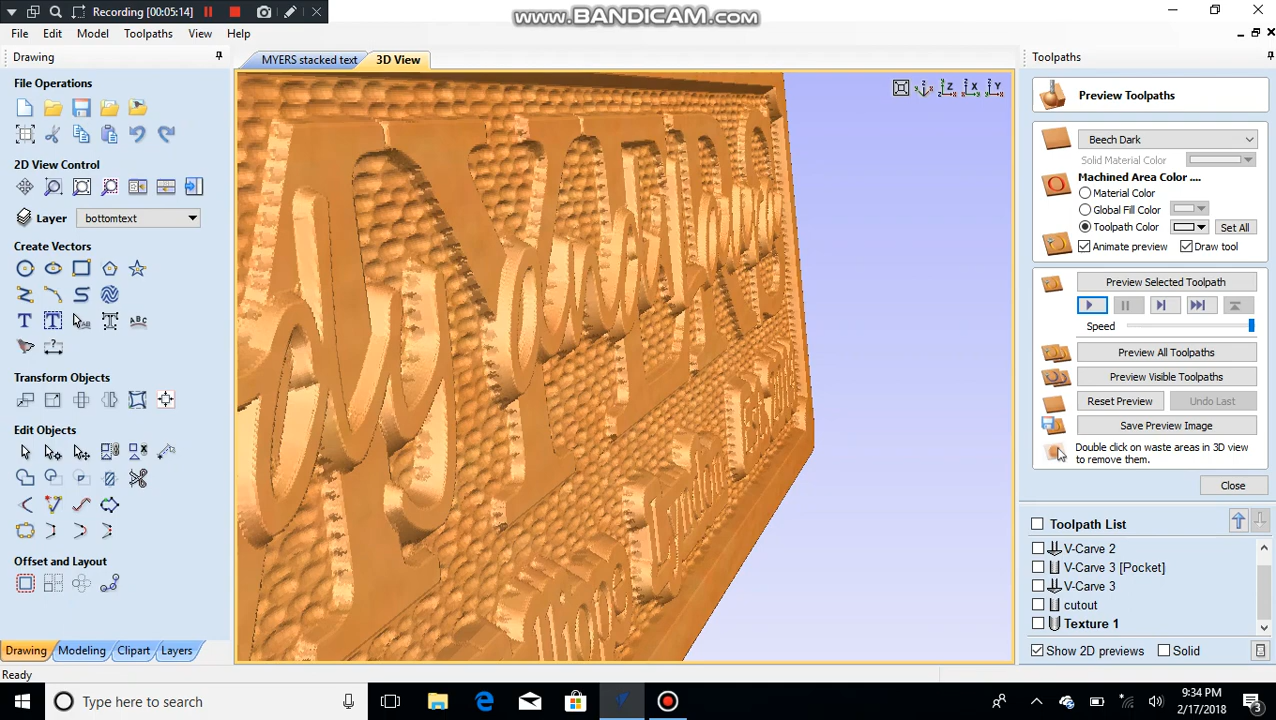 Recording [00:05:14]
www.BANDICAM.com
File Edit Model Toolpaths View Help
Drawing
MYERS stacked text
3D View
Toolpaths
File Operations
Preview Toolpaths
Beech Dark
Solid Material Color
2D View Control
Machined Area Color ....
Material Color
Global Fill Color
Layer bottomtext
Toolpath Color Set All
Animate preview Draw tool
Create Vectors
Preview Selected Toolpath
Speed
Preview All Toolpaths
Transform Objects
Preview Visible Toolpaths
Reset Preview Undo Last
Save Preview Image
Edit Objects
Double click on waste areas in 3D view
to remove them.
Close
Toolpath List
V-Carve 2
V-Carve 3 [Pocket]
V-Carve 3
Offset and Layout
cutout
Texture 1
Drawing Modeling Clipart Layers
Show 2D previews Solid
Ready
Type here to search
9:34 PM
2/17/2018
3
MYERS
Lindsi